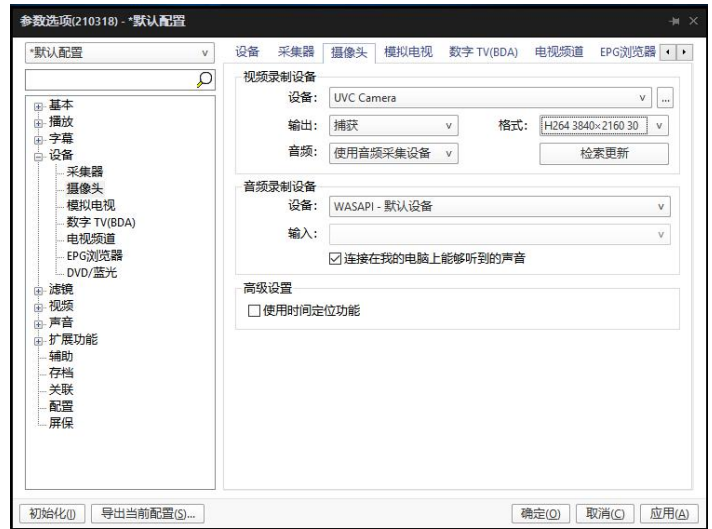 参数选项(210318) - *默认配置
*默认配置
基本
播放
字幕
设备
采集器
摄像头
模拟电视
数字 TV(BDA)
电视频道
EPG浏览器
DVD/蓝光
滤镜
视频
声音
扩展功能
辅助
存档
关联
配置
屏保
设备 采集器 摄像头 模拟电视 数字 TV(BDA) 电视频道 EPG浏览器
视频录制设备
设备: UVC Camera ...
输出: 捕获 格式: H264 3840×2160 30
音频: 使用音频采集设备 检索更新
音频录制设备
设备: WASAPI - 默认设备
输入:
连接在我的电脑上能够听到的声音
高级设置
使用时间定位功能
初始化(I) 导出当前配置(S)... 确定(O) 取消(C) 应用(A)